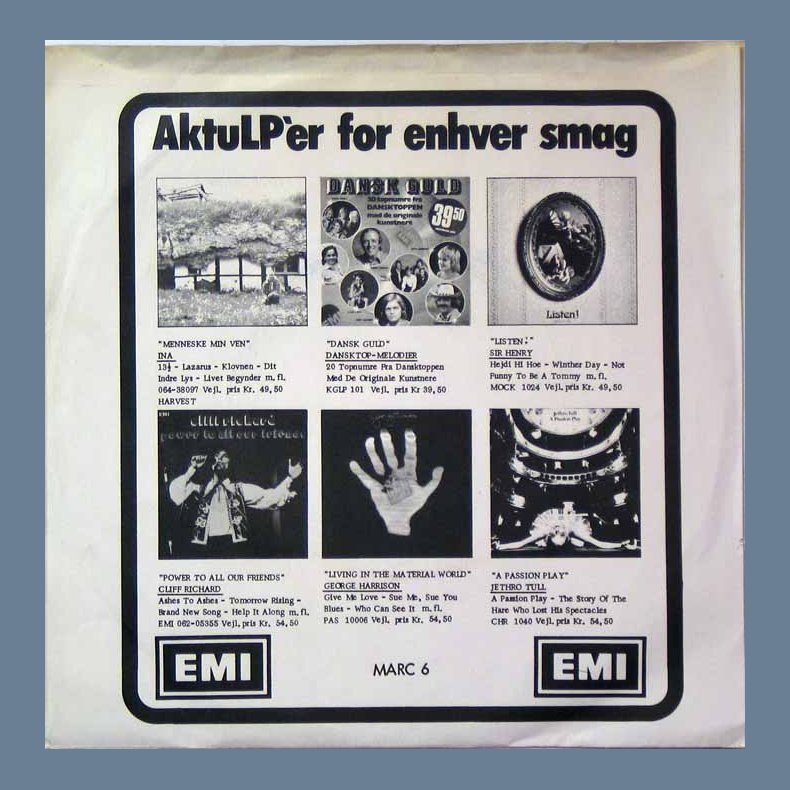 AktuLP'er for enhver smag
DANSK GULD
30 topnumre fra
DANSKTOPPEN
med de originale
kunstnere
39 50
Listen!
"MENNESKE MIN VEN"
INA
13½ - Lazarus - Klovnen - Dit
Indre Lys - Livet Begynder m. fl.
064-38097 Vejl. pris Kr. 49,50
HARVEST
"DANSK GULD"
DANSKTOP-MELODIER
20 Topnumre Fra Dansktoppen
Med De Originale Kunstnere
KGLP 101 Vejl. pris Kr 39,50
"LISTEN!"
SIR HENRY
Hejdi Hi Hoe - Winther Day - Not
Funny To Be A Tommy m. fl.
MOCK 1024 Vejl. pris kr. 49,50
cliff richard
power to all our friends
Jethro Tull
A Passion Play
"POWER TO ALL OUR FRIENDS"
CLIFF RICHARD
Ashes To Ashes - Tomorrow Rising -
Brand New Song - Help It Along m. fl.
EMI 062-05355 Vejl. pris Kr. 54,50
"LIVING IN THE MATERIAL WORLD"
GEORGE HARRISON
Give Me Love - Sue Me, Sue You
Blues - Who Can See It m. fl.
PAS 10006 Vejl. pris Kr. 54,50
"A PASSION PLAY"
JETHRO TULL
A Passion Play - The Story Of The
Hare Who Lost His Spectacles
CHR 1040 Vejl. pris Kr. 54,50
EMI
MARC 6
EMI